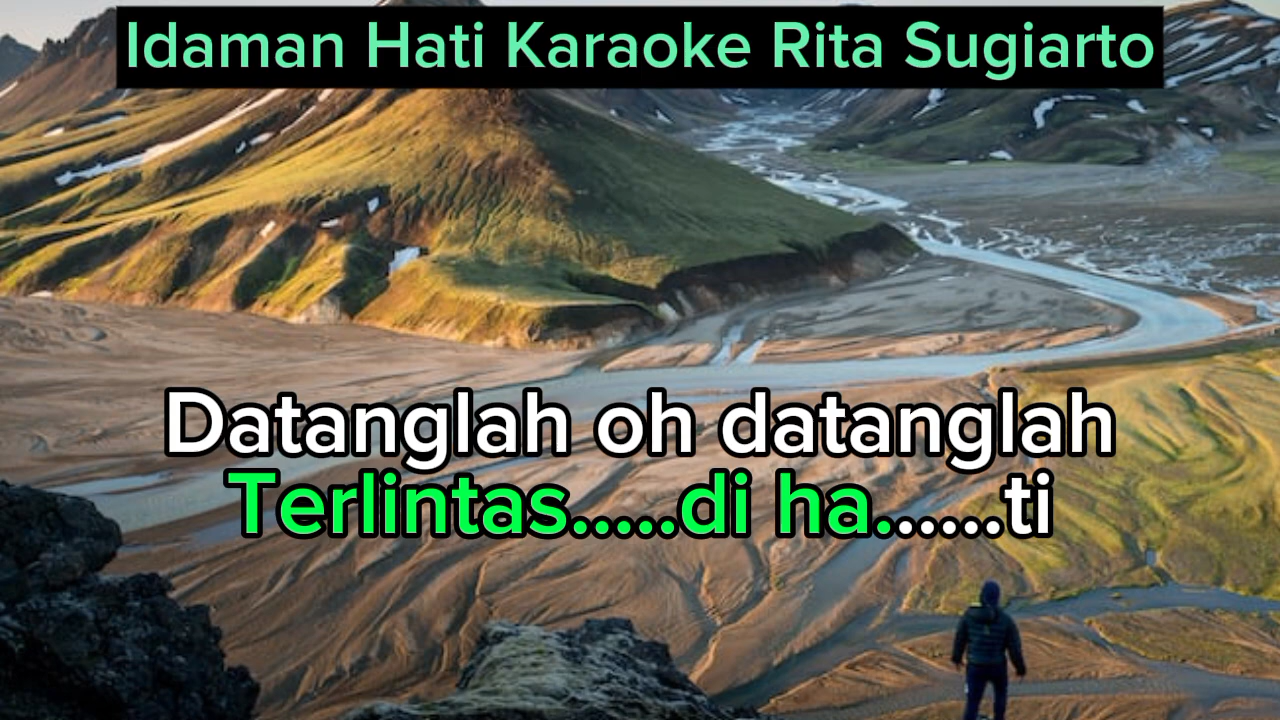 Idaman Hati Karaoke Rita Sugiarto
Datanglah oh datanglah
Terlintas.....di ha.......ti